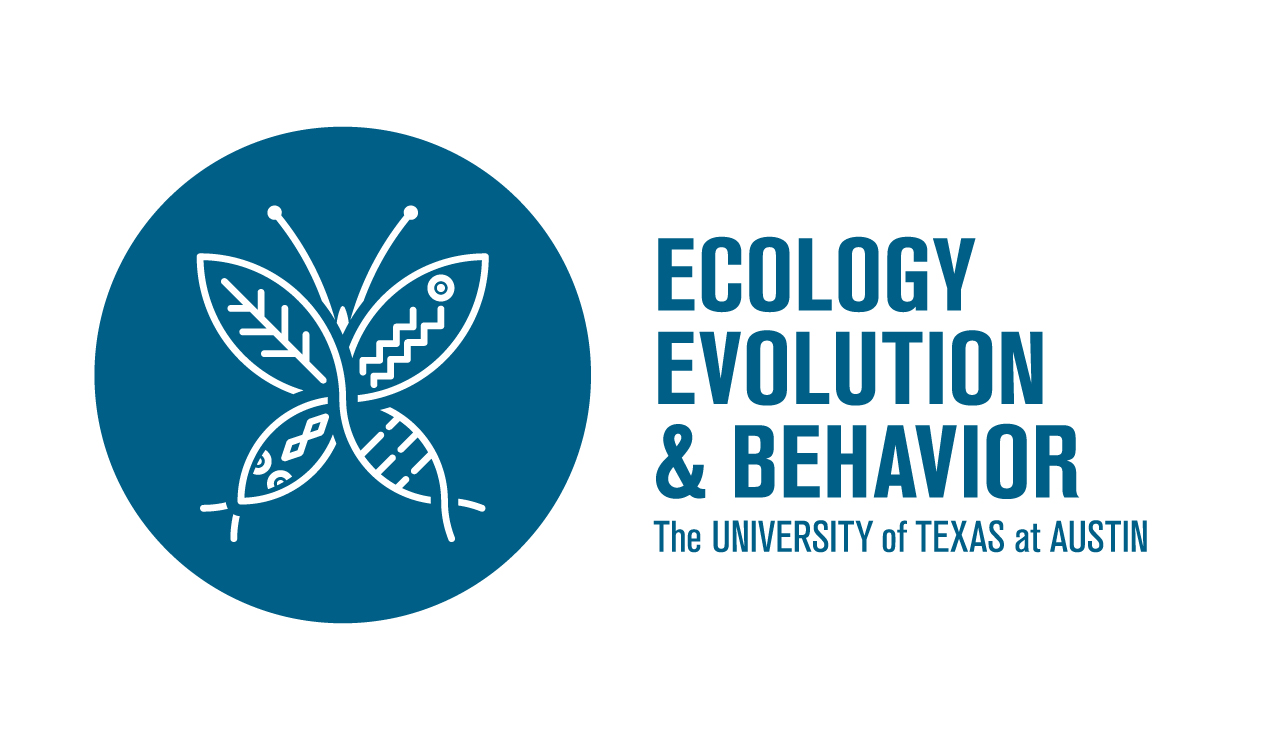 ECOLOGY
EVOLUTION
& BEHAVIOR
The UNIVERSITY of TEXAS at AUSTIN